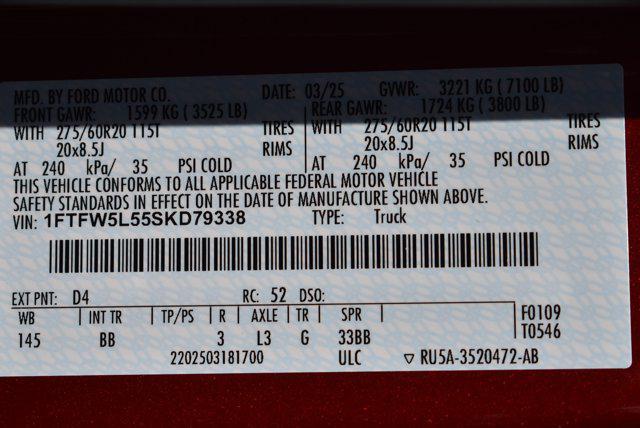 MFD. BY FORD MOTOR CO. DATE: 03/25 GVWR: 3221 KG ( 7100 LB)
FRONT GAWR: 1599 KG ( 3525 LB) REAR GAWR: 1724 KG ( 3800 LB)
WITH 275/60R20 115T TIRES WITH 275/60R20 115T TIRES
20x8.5J RIMS 20x8.5J RIMS
AT 240 kPa/ 35 PSI COLD AT 240 kPa/ 35 PSI COLD
THIS VEHICLE CONFORMS TO ALL APPLICABLE FEDERAL MOTOR VEHICLE
SAFETY STANDARDS IN EFFECT ON THE DATE OF MANUFACTURE SHOWN ABOVE.
VIN: 1FTFW5L55SKD79338 TYPE: Truck
EXT PNT: D4 RC: 52 DSO:
WB INT TR TP/PS R AXLE TR SPR F0109
145 BB 3 L3 G 33BB T0546
2202503181700 ULC ▽ RU5A-3520472-AB